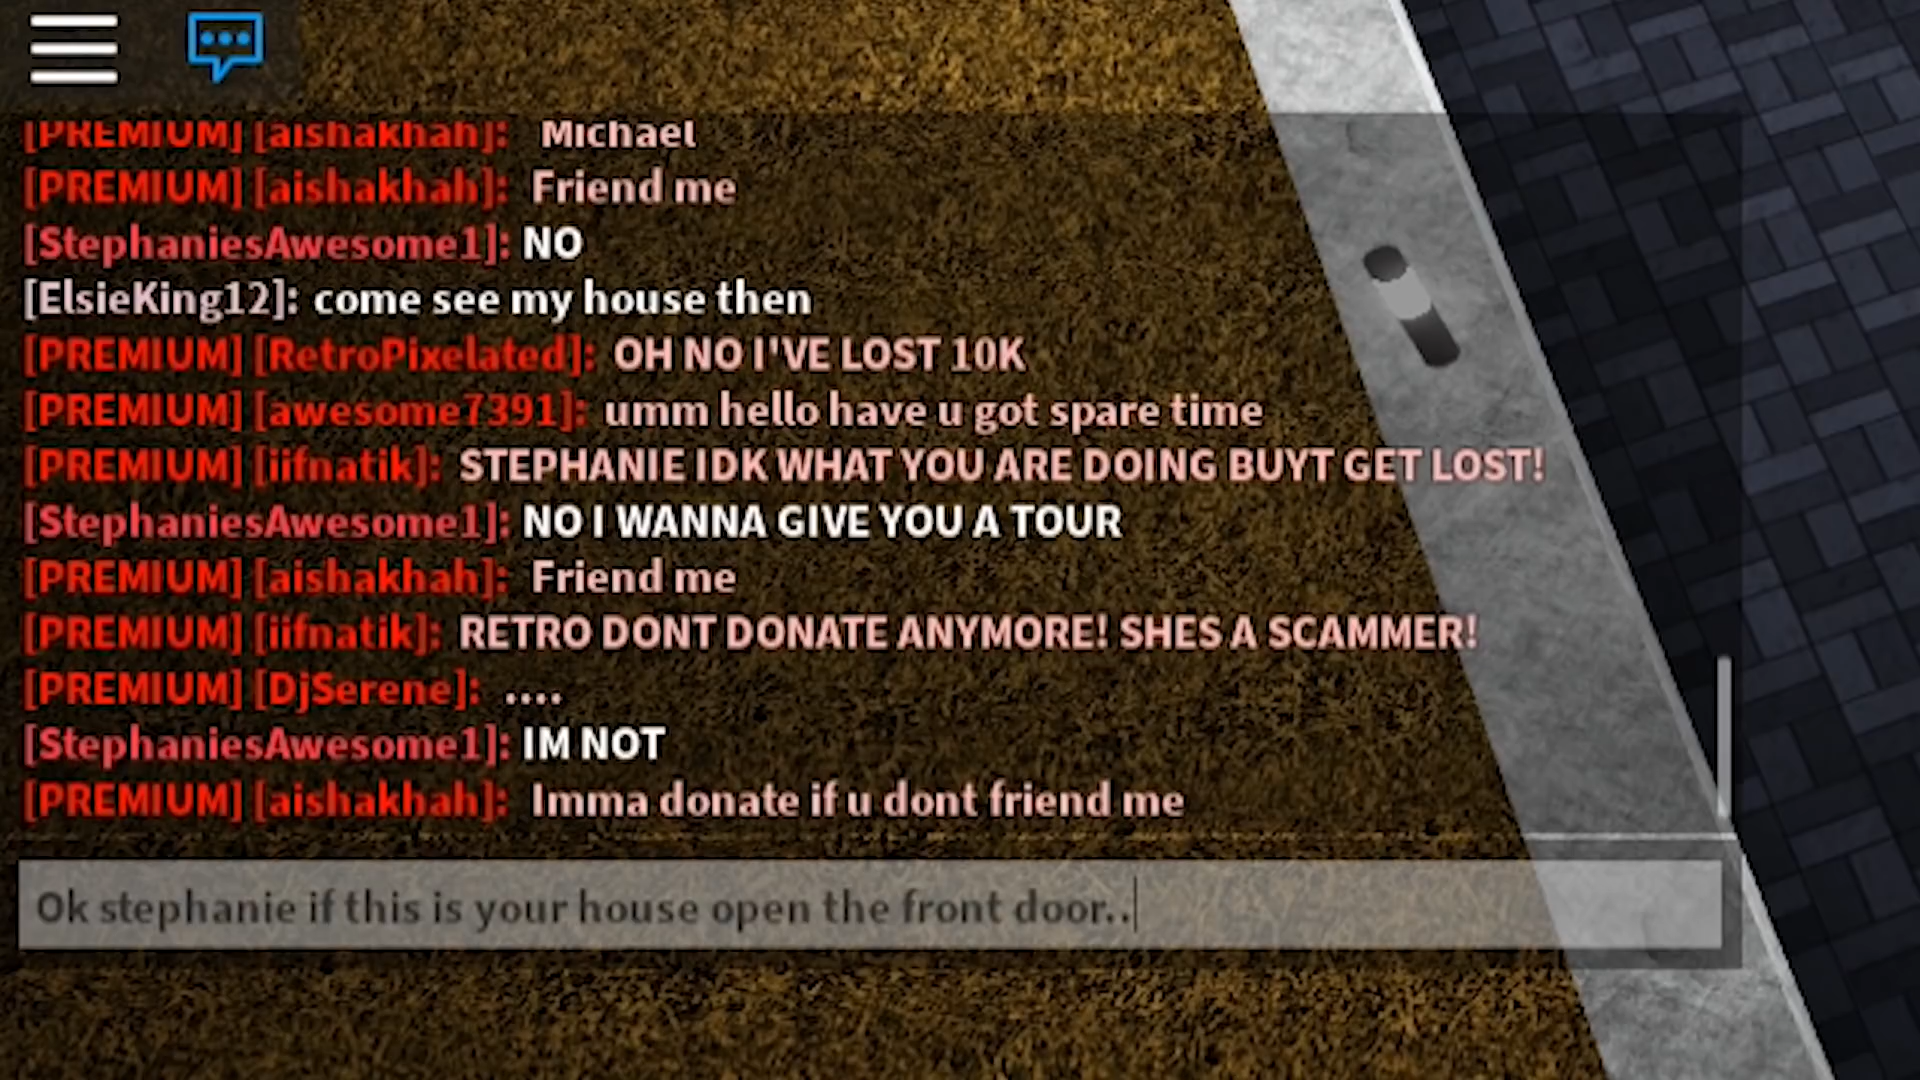 [PREMIUM] [aishakhah]: Michael
[PREMIUM] [aishakhah]: Friend me
[StephaniesAwesome1]: NO
[ElsieKing12]: come see my house then
[PREMIUM] [RetroPixelated]: OH NO I'VE LOST 10K
[PREMIUM] [awesome7391]: umm hello have u got spare time
[PREMIUM] [iifnatik]: STEPHANIE IDK WHAT YOU ARE DOING BUYT GET LOST!
[StephaniesAwesome1]: NO I WANNA GIVE YOU A TOUR
[PREMIUM] [aishakhah]: Friend me
[PREMIUM] [iifnatik]: RETRO DONT DONATE ANYMORE! SHES A SCAMMER!
[PREMIUM] [DjSerene]: ....
[StephaniesAwesome1]: IM NOT
[PREMIUM] [aishakhah]: Imma donate if u dont friend me
Ok stephanie if this is your house open the front door..